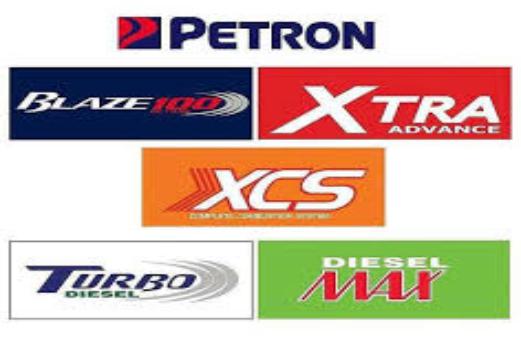 PETRON
BLAZE 100
XTRA
ADVANCE
XCS
TURBO
DIESEL
DIESEL
MAX